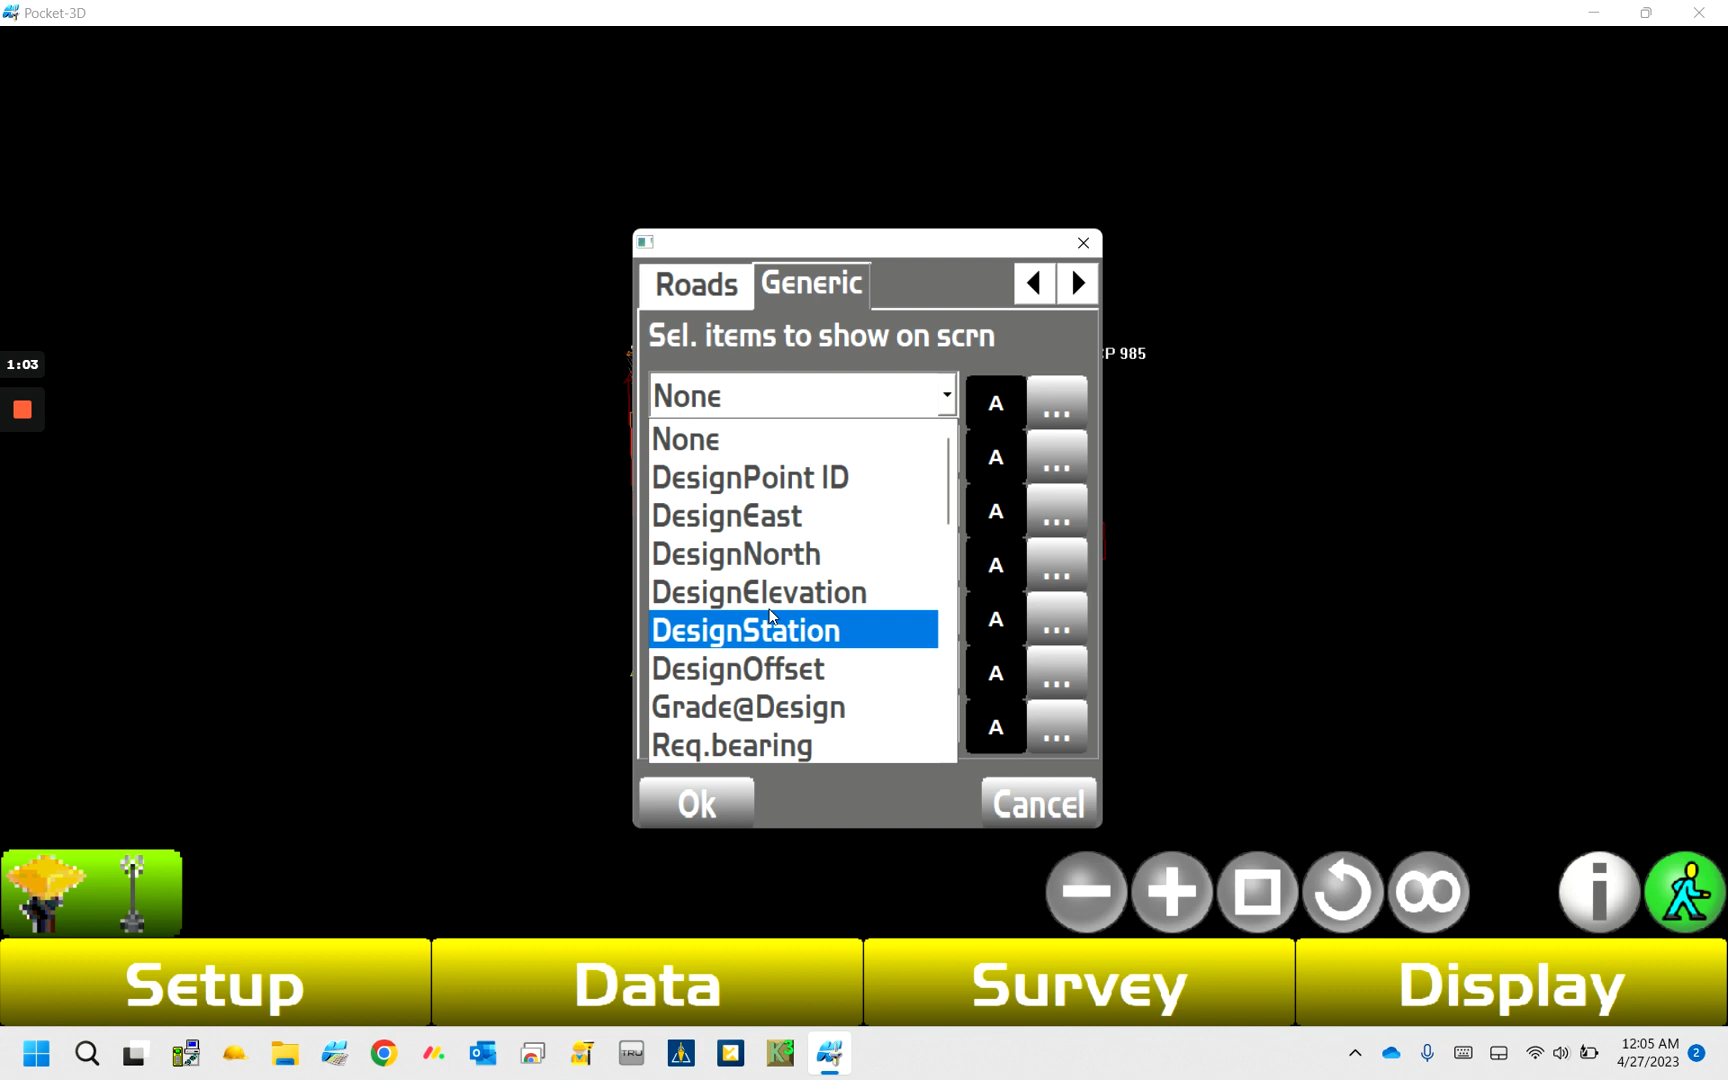 Pocket-3D
Roads Generic
Sel. items to show on scrn
1:03
P 985
None
A ...
None
DesignPoint ID
A ...
DesignEast
A ...
DesignNorth
A ...
DesignElevation
A ...
DesignStation
DesignOffset
A ...
Grade@Design
A ...
Req.bearing
Ok Cancel
i
Setup Data Survey Display
TRU
12:05 AM
4/27/2023
2